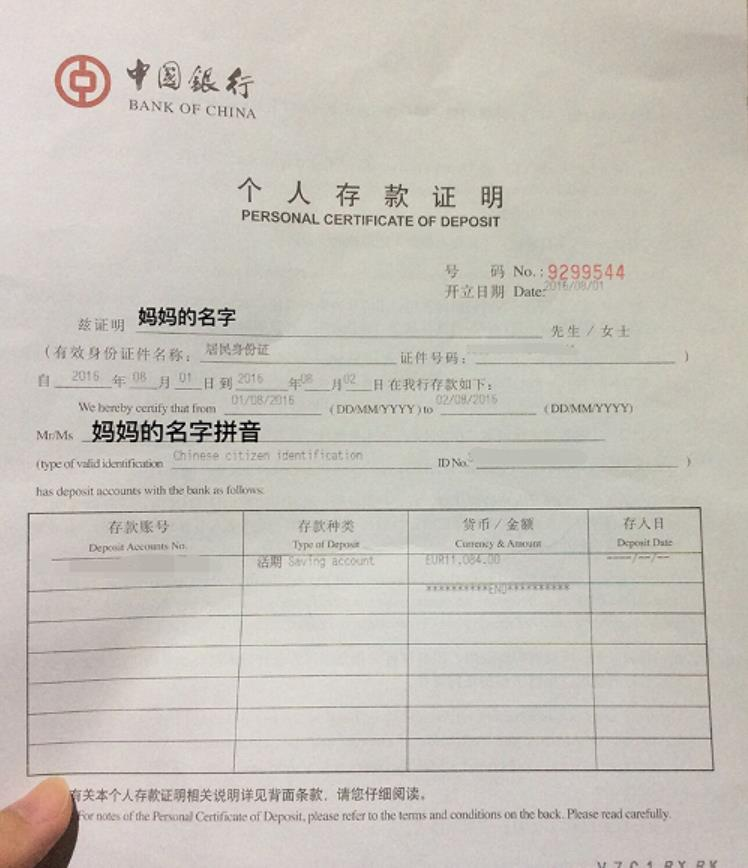 中国銀行
BANK OF CHINA
个人存款证明
PERSONAL CERTIFICATE OF DEPOSIT
号 码 No.: 9299544
开立日期 Date: 2016/08/01
兹证明 妈妈的名字 先生／女士
（有效身份证件名称： 居民身份证 证件号码： ）
自 2016 年 08 月 01 日到 2016 年 08 月 02 日在我行存款如下：
We hereby certify that from 01/08/2016 (DD/MM/YYYY) to 02/08/2016 (DD/MM/YYYY)
Mr/Ms 妈妈的名字拼音
(type of valid identification Chinese citizen identification ID No. )
has deposit accounts with the bank as follows:
存款账号 存款种类 货币／金额 存入日
Deposit Accounts No. Type of Deposit Currency & Amount Deposit Date
活期 Saving account EUR11,084.00 ----/--/--
**********END**********
有关本个人存款证明相关说明详见背面条款，请您仔细阅读。
For notes of the Personal Certificate of Deposit, please refer to the terms and conditions on the back. Please read carefully.